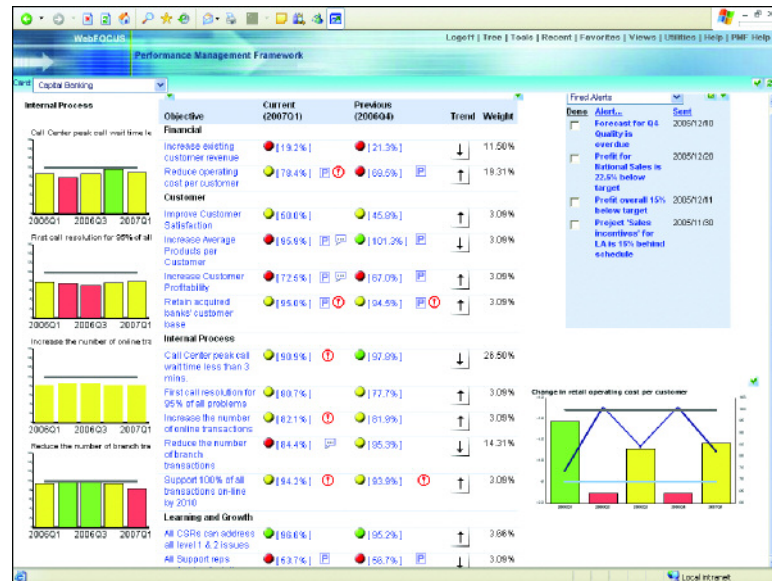 WebFOCUS
Logoff | Tree | Tools | Recent | Favorites | Views | Utilities | Help | PMF Help
Performance Management Framework
Card Capital Banking
Internal Process
Call Center peak call wait time le
2006Q1 2006Q3 2007Q1
First call resolution for 95% of all
2006Q1 2006Q3 2007Q1
Increase the number of online tra
2006Q1 2006Q3 2007Q1
Reduce the number of branch tra
2006Q1 2006Q3 2007Q1
Objective Current (2007Q1) Previous (2006Q4) Trend Weight
Financial
Increase existing customer revenue [19.2%] [21.3%] 11.50%
Reduce operating cost per customer [78.4%] P [69.5%] P 19.31%
Customer
Improve Customer Satisfaction [50.0%] [45.8%] 3.09%
Increase Average Products per Customer [95.9%] P [101.3%] P 3.09%
Increase Customer Profitability [72.5%] P [67.0%] P 3.09%
Retain acquired banks' customer base [95.0%] P [94.5%] P 3.09%
Internal Process
Call Center peak call wait time less than 3 mins. [90.9%] [97.8%] 26.50%
First call resolution for 95% of all problems [80.7%] [77.7%] 3.09%
Increase the number of online transactions [82.1%] [81.9%] 3.09%
Reduce the number of branch transactions [84.4%] [95.3%] 14.31%
Support 100% of all transactions on-line by 2010 [94.2%] [93.9%] 3.09%
Learning and Growth
All CSRs can address all level 1 & 2 issues [96.6%] [95.2%] 3.86%
All Support reps [53.7%] P [58.7%] P 3.09%
Fired Alerts
Done Alert... Sent
Forecast for Q4 Quality is overdue 2005/12/10
Profit for National Sales is 22.6% below target 2005/12/20
Profit overall 15% below target 2005/12/11
Project 'Sales incentives' for LA is 15% behind schedule 2005/11/30
Change in retail operating cost per customer
Local intranet